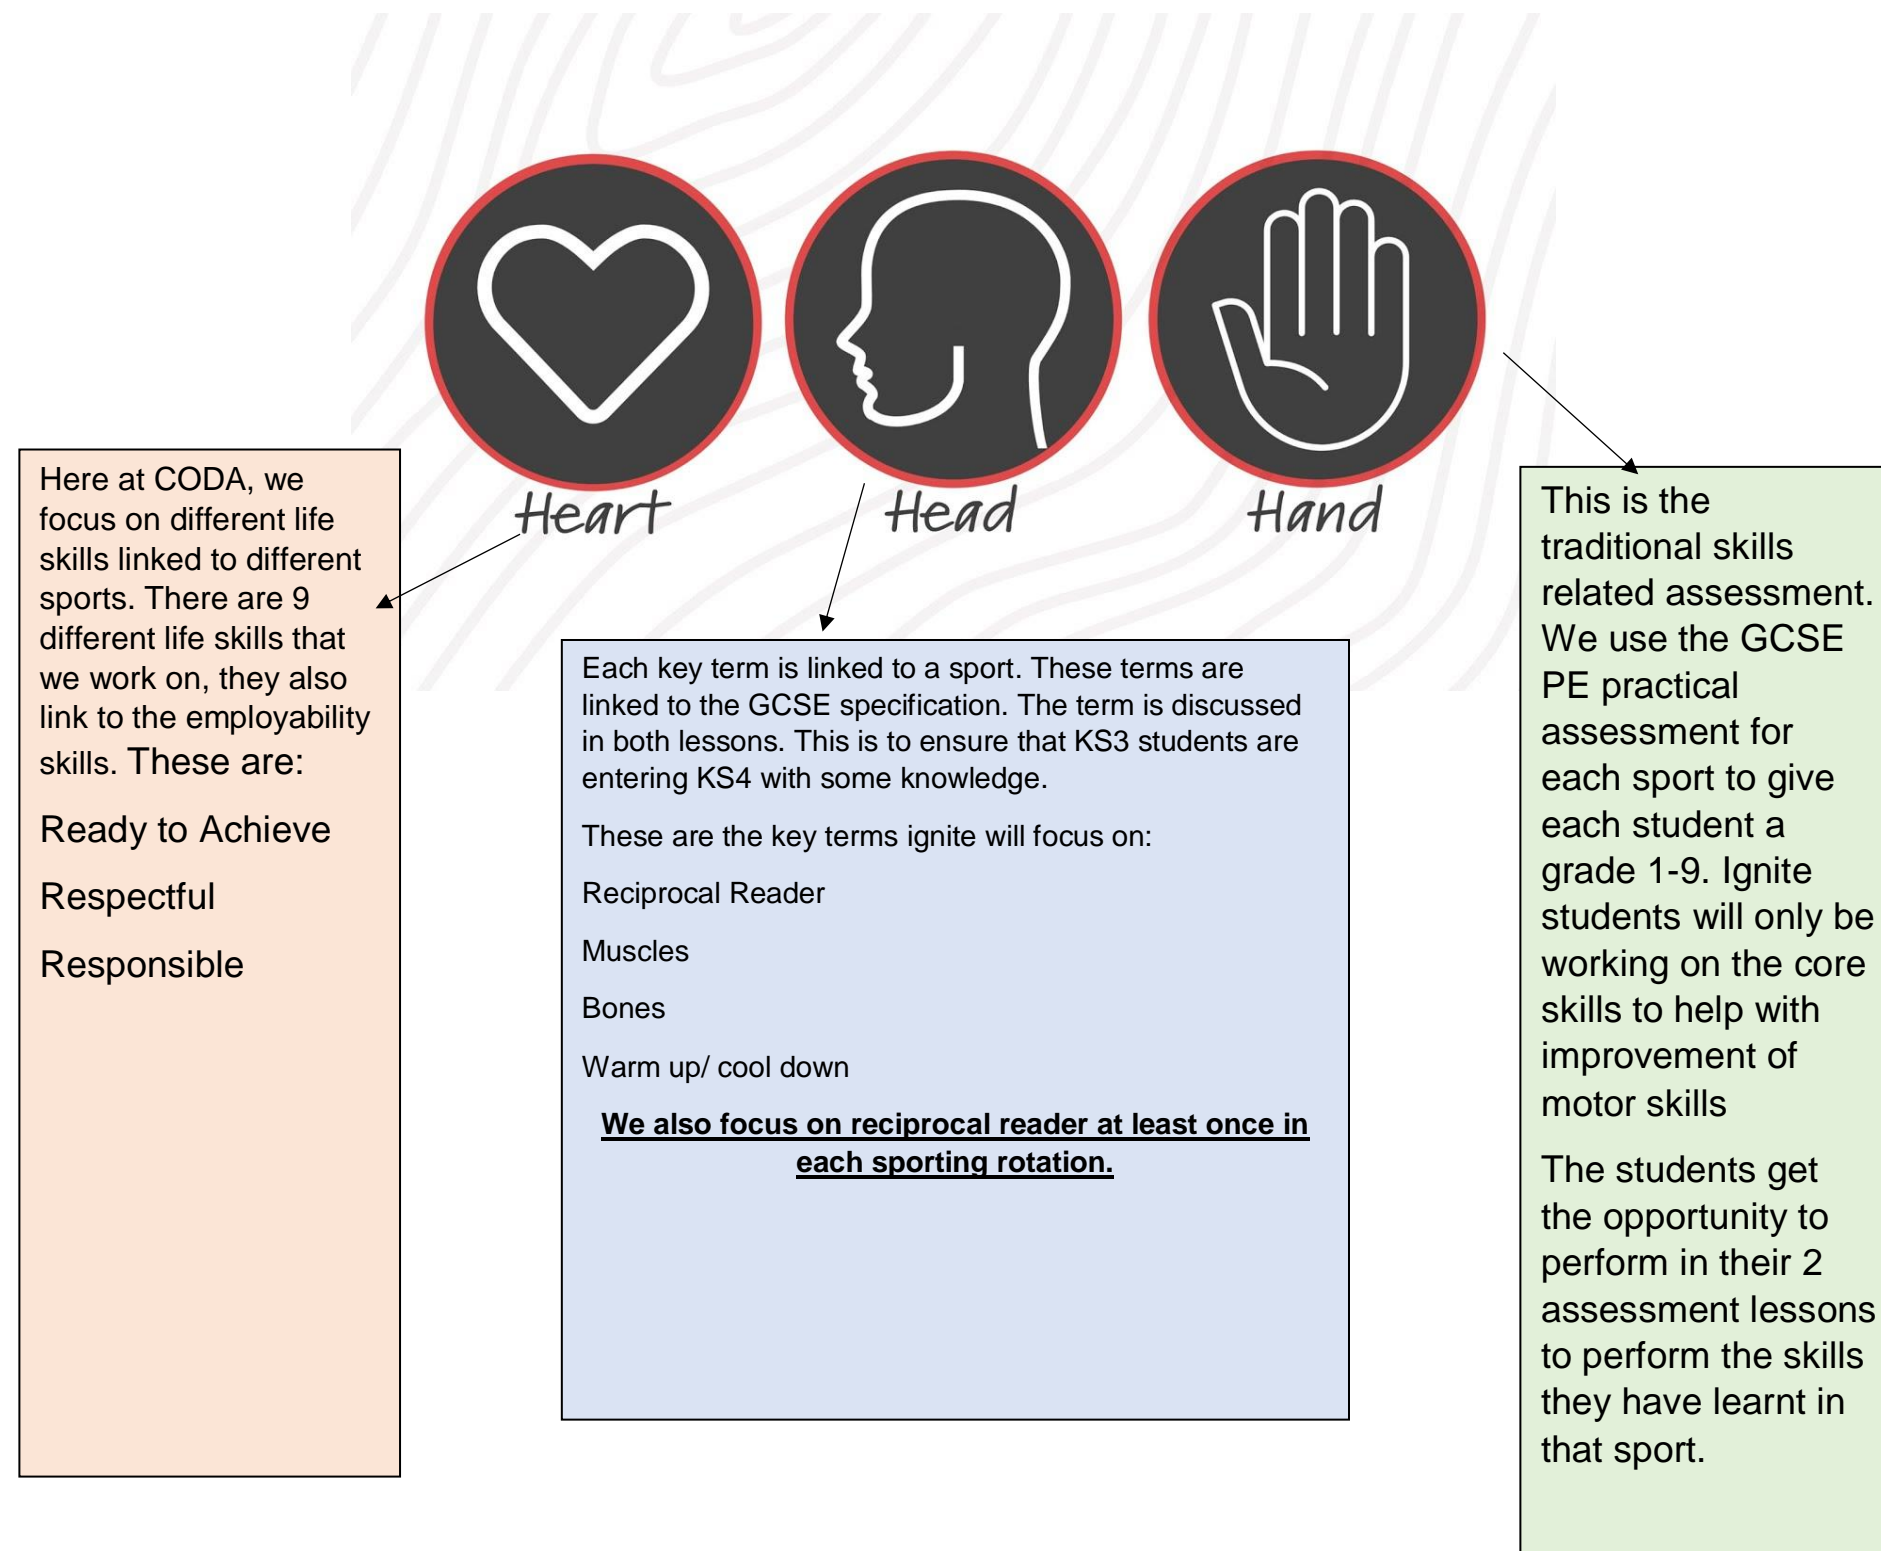 Heart
Head
Hand
Here at CODA, we
focus on different life
skills linked to different
sports. There are 9
different life skills that
we work on, they also
link to the employability
skills. These are:
Ready to Achieve
Respectful
Responsible
Each key term is linked to a sport. These terms are
linked to the GCSE specification. The term is discussed
in both lessons. This is to ensure that KS3 students are
entering KS4 with some knowledge.
These are the key terms ignite will focus on:
Reciprocal Reader
Muscles
Bones
Warm up/ cool down
We also focus on reciprocal reader at least once in
each sporting rotation.
This is the
traditional skills
related assessment.
We use the GCSE
PE practical
assessment for
each sport to give
each student a
grade 1-9. Ignite
students will only be
working on the core
skills to help with
improvement of
motor skills
The students get
the opportunity to
perform in their 2
assessment lessons
to perform the skills
they have learnt in
that sport.